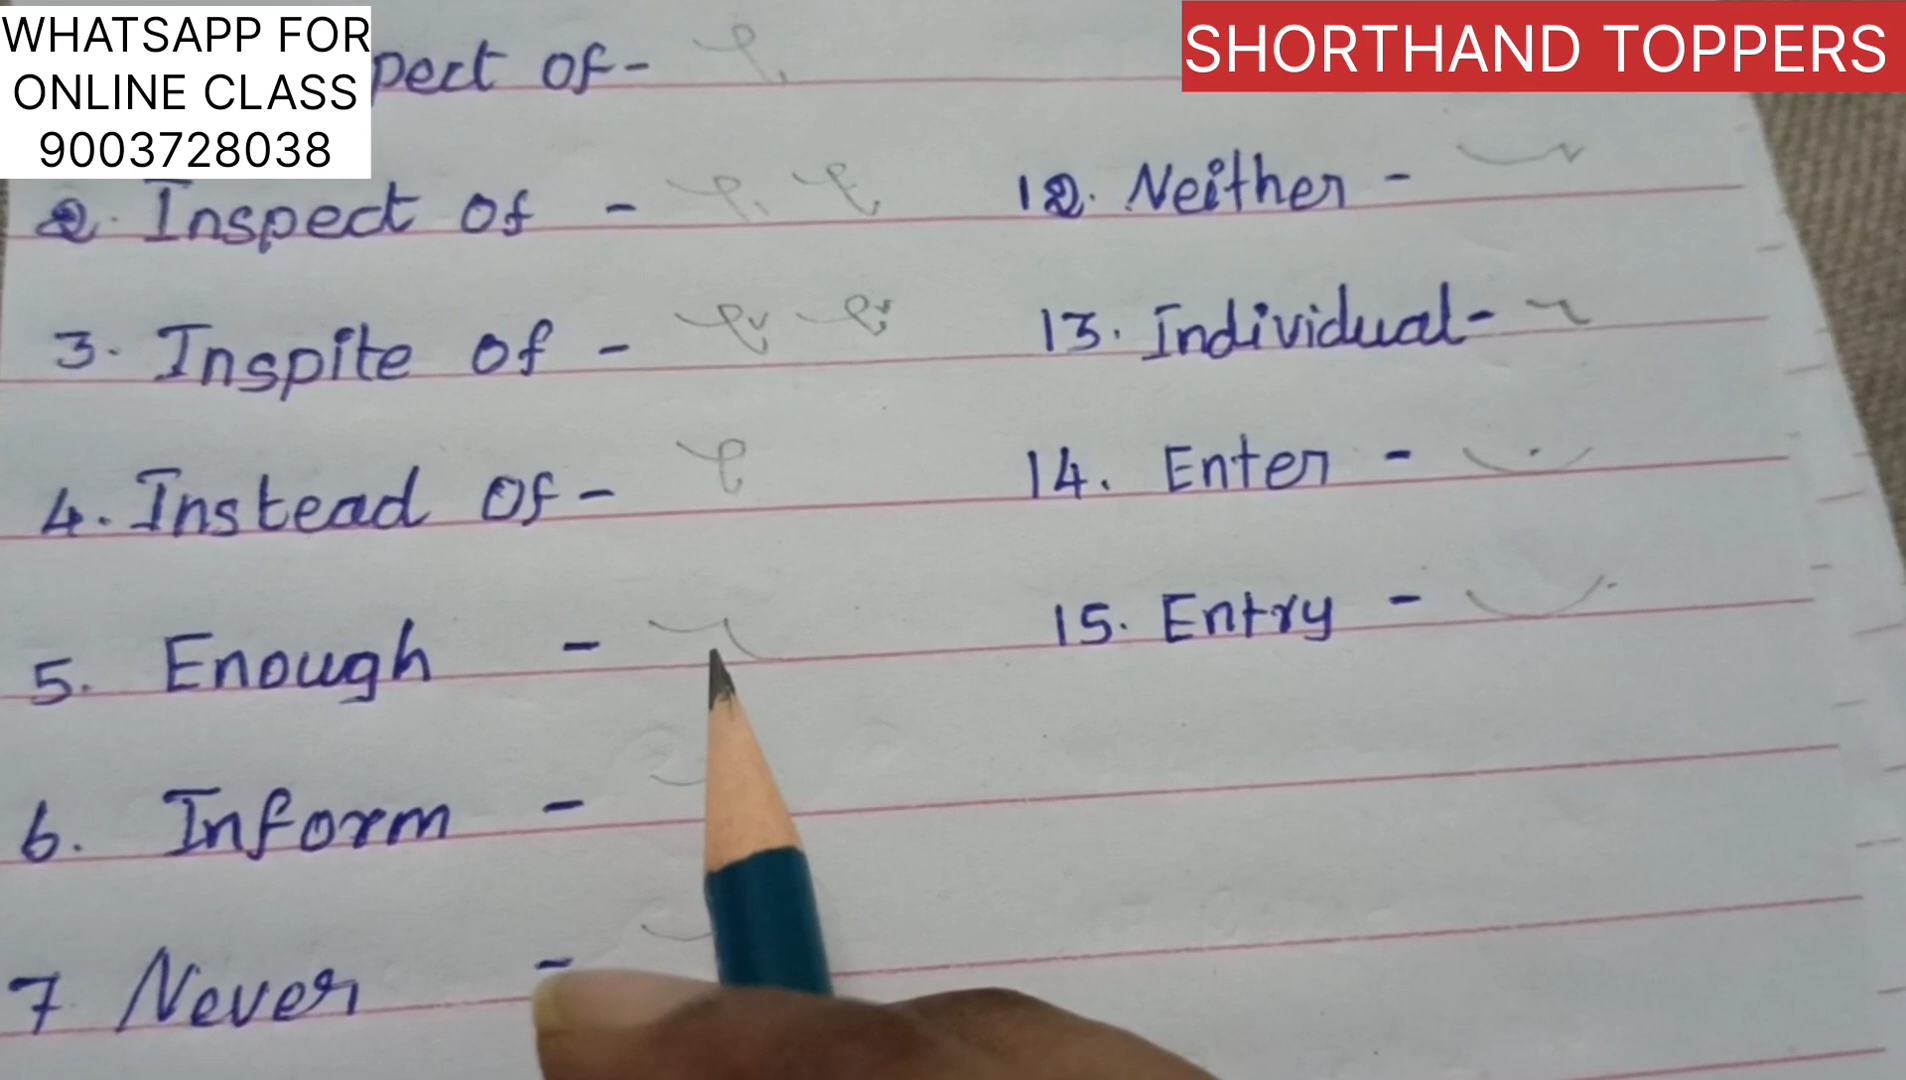 WHATSAPP FOR
ONLINE CLASS
9003728038
SHORTHAND TOPPERS
pect of -
2. Inspect of -
3. Inspite of -
4. Instead of -
5. Enough -
6. Inform -
7 Never -
12. Neither -
13. Individual -
14. Enter -
15. Entry -